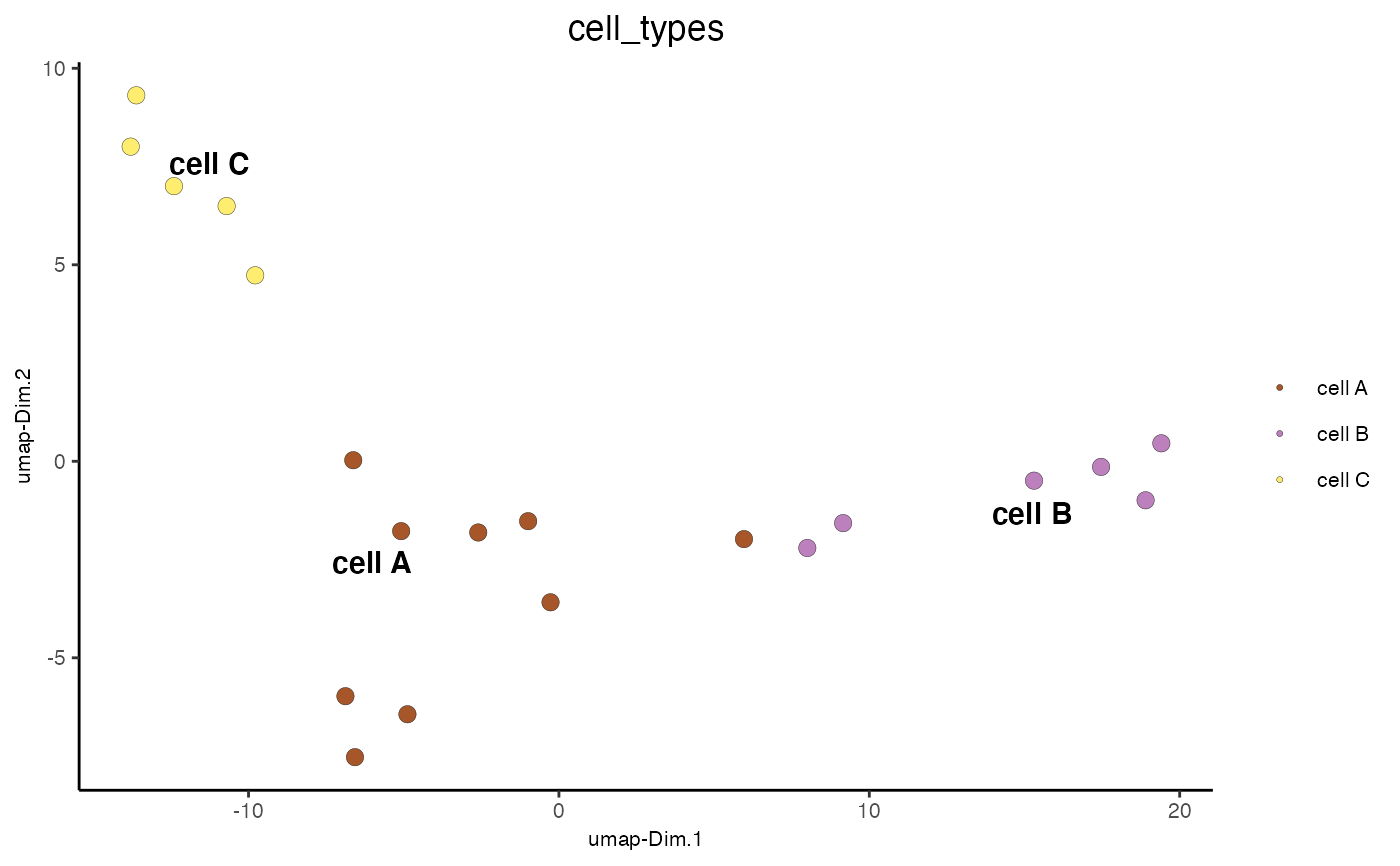 cell_types
10
5
0
-5
umap-Dim.2
cell C
cell A
cell B
-10
0
10
20
umap-Dim.1
cell A
cell B
cell C